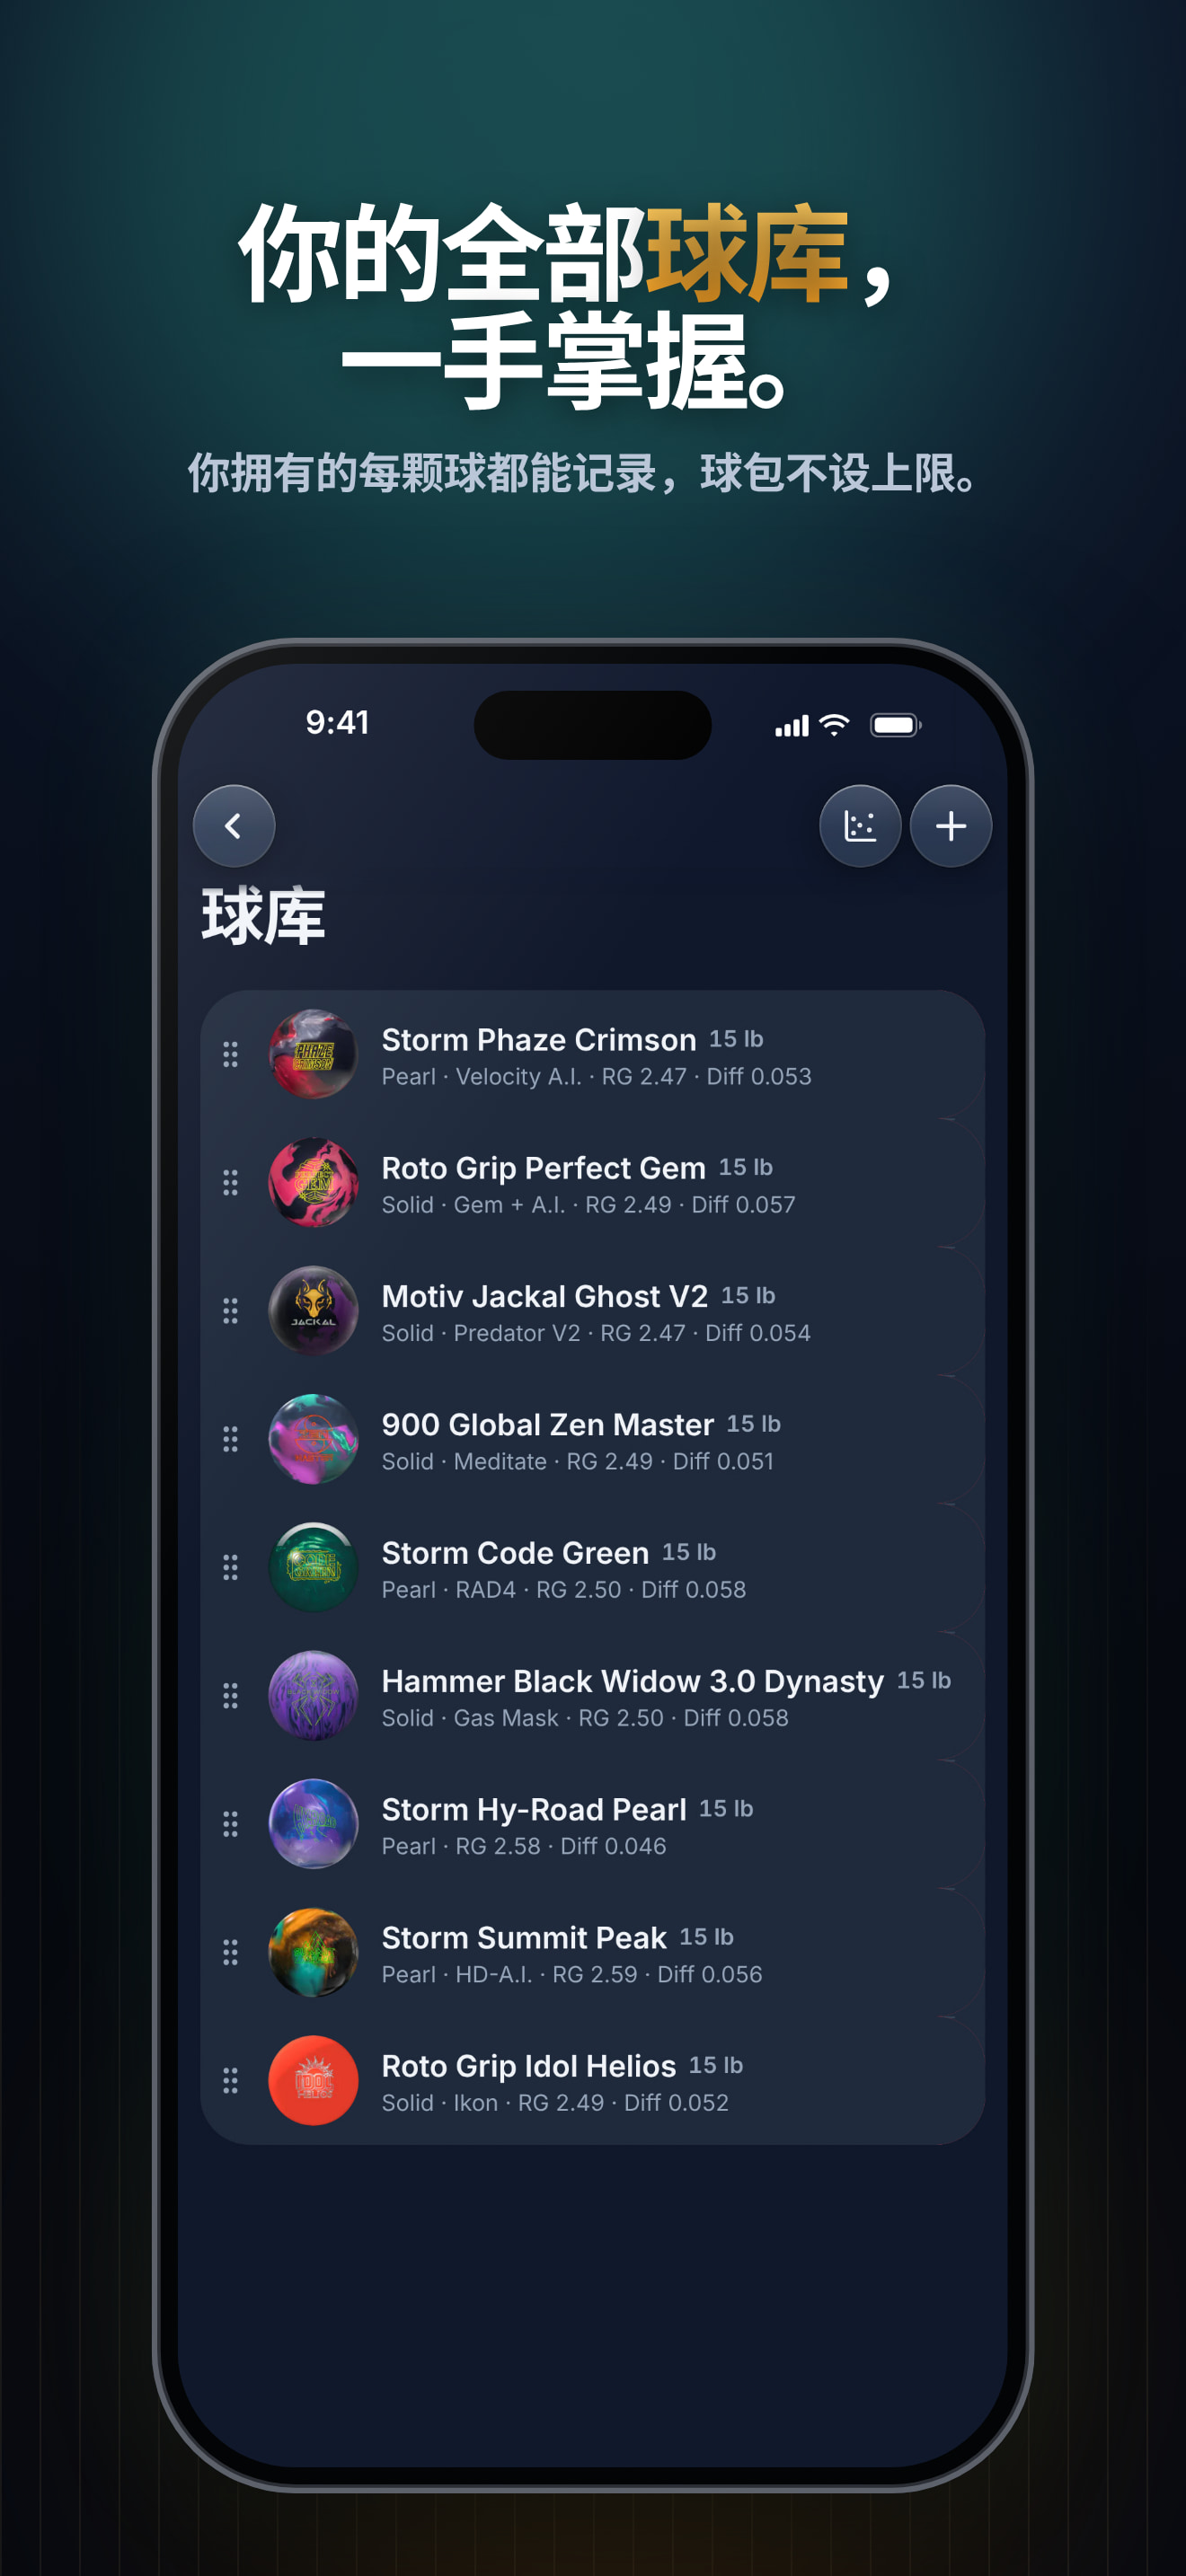 你的全部球库，
一手掌握。
你拥有的每颗球都能记录，球包不设上限。
9:41
球库
PHAZE
CRIMSON
Storm Phaze Crimson 15 lb
Pearl · Velocity A.I. · RG 2.47 · Diff 0.053
GEM
Roto Grip Perfect Gem 15 lb
Solid · Gem + A.I. · RG 2.49 · Diff 0.057
JACKAL
Motiv Jackal Ghost V2 15 lb
Solid · Predator V2 · RG 2.47 · Diff 0.054
900 Global Zen Master 15 lb
Solid · Meditate · RG 2.49 · Diff 0.051
CODE
GREEN
Storm Code Green 15 lb
Pearl · RAD4 · RG 2.50 · Diff 0.058
Hammer Black Widow 3.0 Dynasty 15 lb
Solid · Gas Mask · RG 2.50 · Diff 0.058
Storm Hy-Road Pearl 15 lb
Pearl · RG 2.58 · Diff 0.046
Storm Summit Peak 15 lb
Pearl · HD-A.I. · RG 2.59 · Diff 0.056
IDOL
HELIOS
Roto Grip Idol Helios 15 lb
Solid · Ikon · RG 2.49 · Diff 0.052